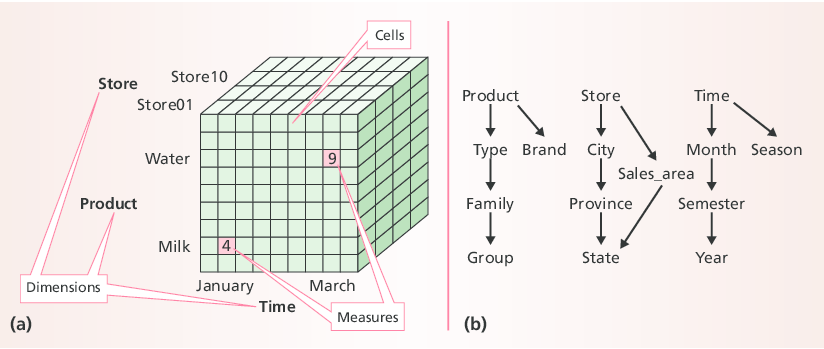 Cells
Store10
Store
Store01
Water
9
Product
Milk
4
January
March
Dimensions
Time
Measures
(a)
Product
Store
Time
Type
Brand
City
Month
Season
Sales_area
Family
Province
Semester
Group
State
Year
(b)